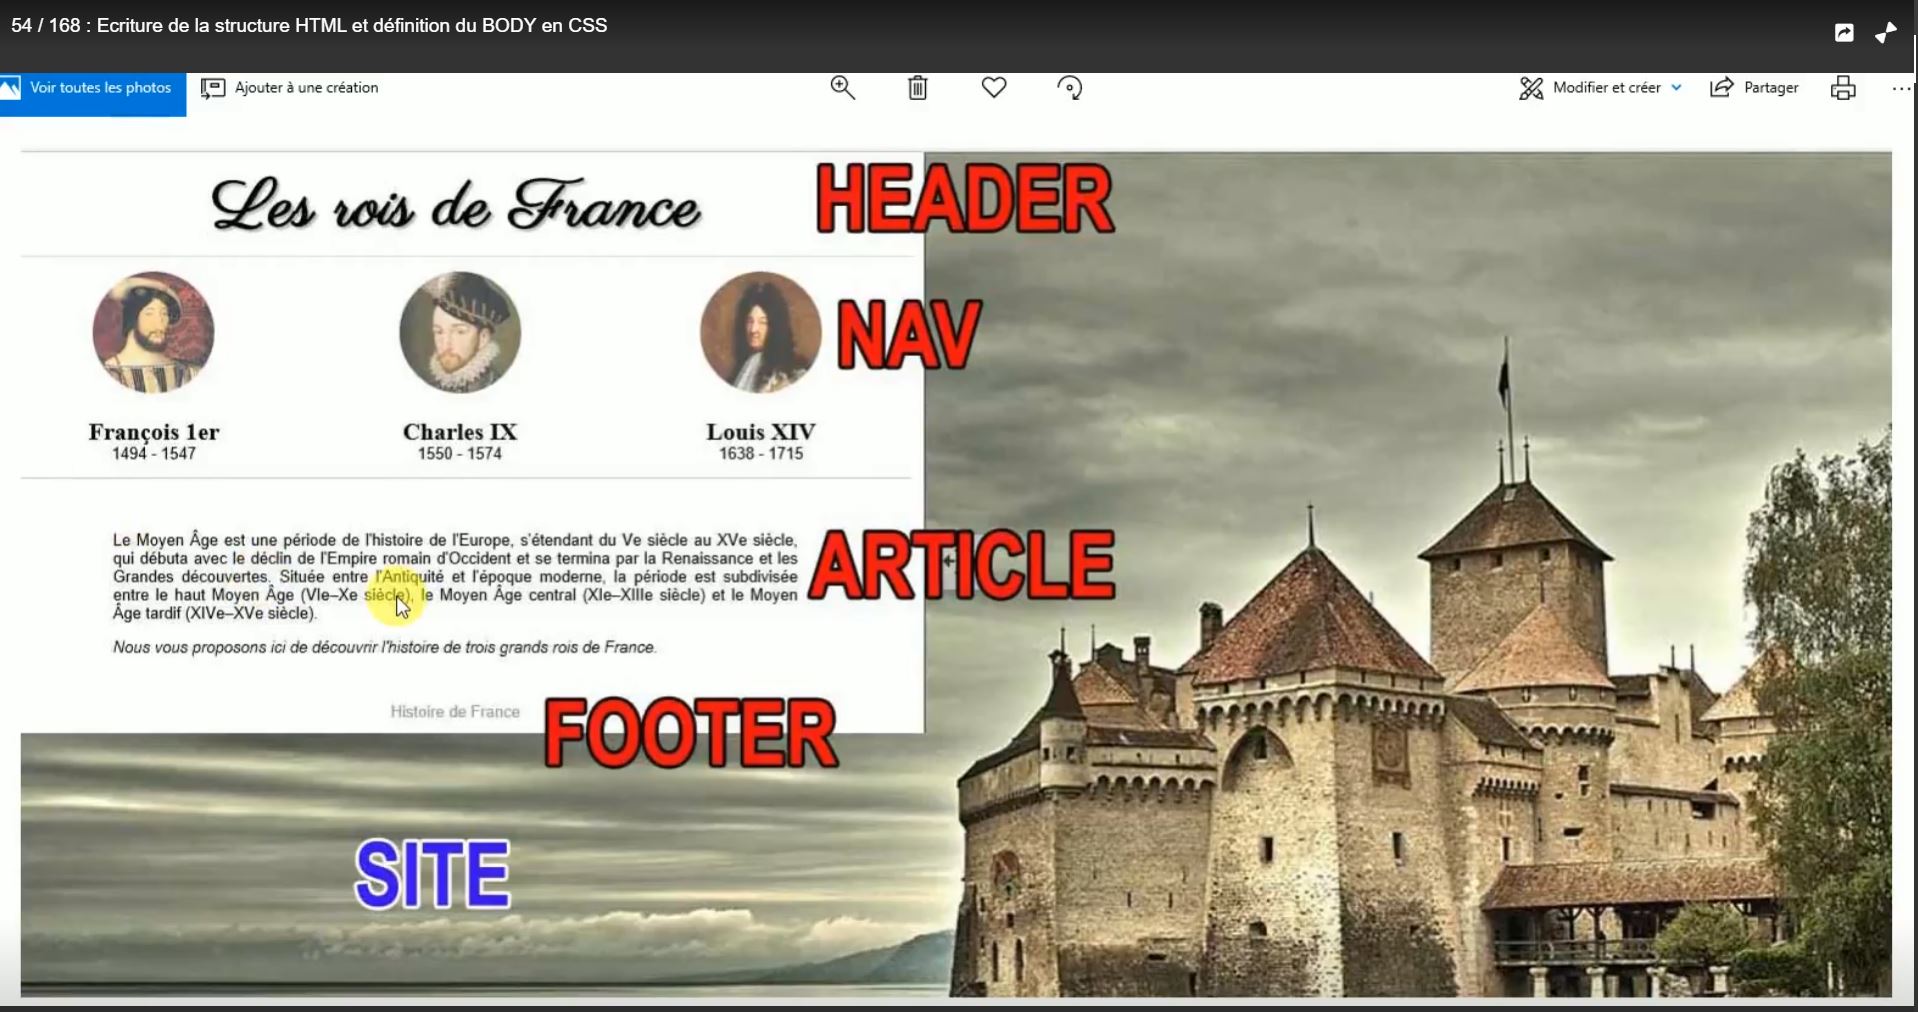 54 / 168 : Ecriture de la structure HTML et définition du BODY en CSS
Voir toutes les photos
Ajouter à une création
Modifier et créer
Partager
Les rois de France
HEADER
NAV
François 1er
1494 - 1547
Charles IX
1550 - 1574
Louis XIV
1638 - 1715
Le Moyen Âge est une période de l'histoire de l'Europe, s'étendant du Ve siècle au XVe siècle,
qui débuta avec le déclin de l'Empire romain d'Occident et se termina par la Renaissance et les
Grandes découvertes. Située entre l'Antiquité et l'époque moderne, la période est subdivisée
entre le haut Moyen Âge (VIe–Xe siècle), le Moyen Âge central (XIe–XIIIe siècle) et le Moyen
Âge tardif (XIVe–XVe siècle).
ARTICLE
Nous vous proposons ici de découvrir l'histoire de trois grands rois de France.
Histoire de France
FOOTER
SITE